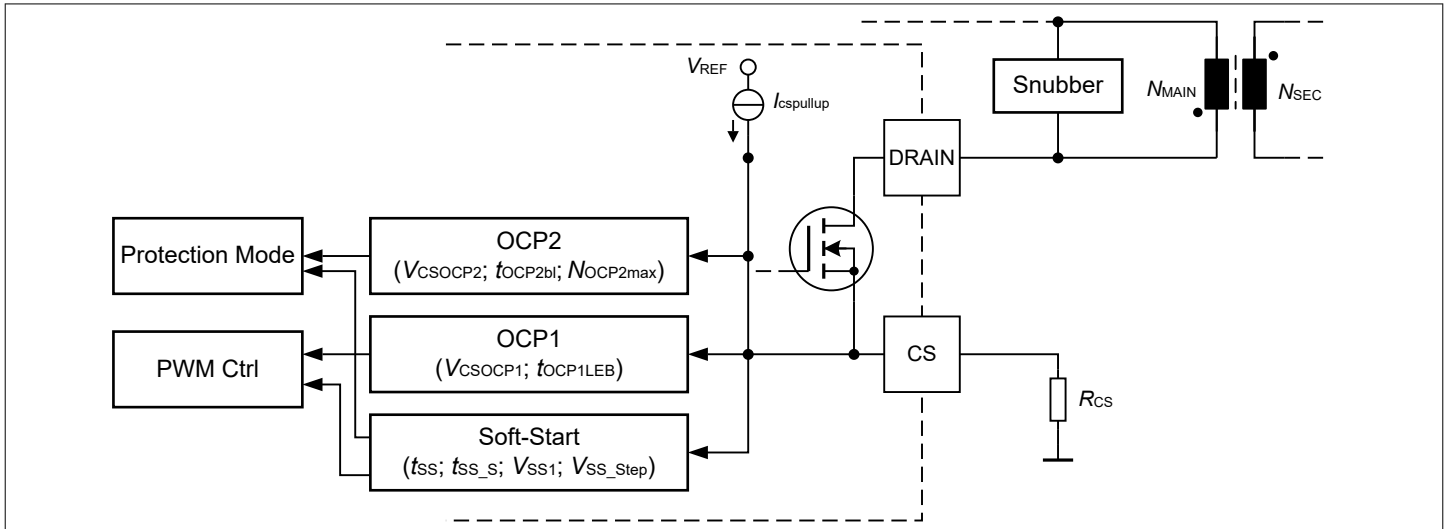 VREF
Icspullup
Snubber
NMAIN
NSEC
DRAIN
Protection Mode
OCP2
(VCSOCP2; tOCP2bl; NOCP2max)
PWM Ctrl
OCP1
(VCSOCP1; tOCP1LEB)
CS
RCS
Soft-Start
(tSS; tSS_S; VSS1; VSS_Step)